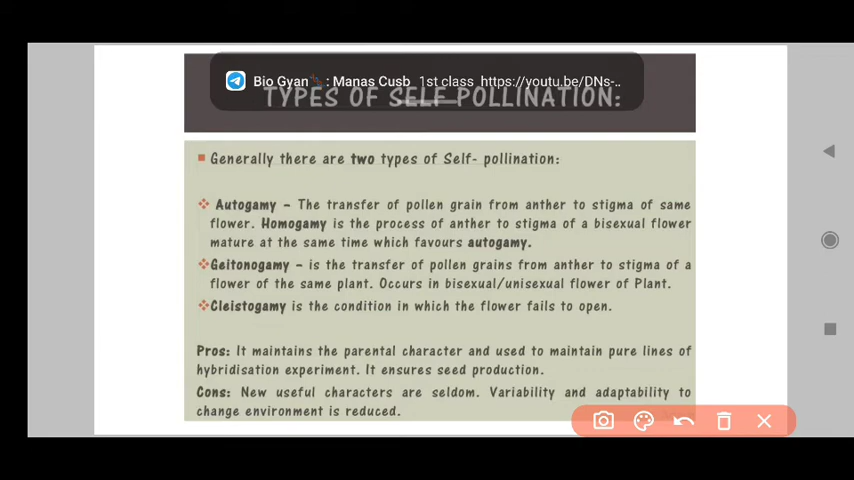 Bio Gyan : Manas Cusb 1st class https://youtu.be/DNs-..
TYPES OF SELF POLLINATION:
Generally there are two types of Self- pollination:
Autogamy – The transfer of pollen grain from anther to stigma of same
flower. Homogamy is the process of anther to stigma of a bisexual flower
mature at the same time which favours autogamy.
Geitonogamy – is the transfer of pollen grains from anther to stigma of a
flower of the same plant. Occurs in bisexual/unisexual flower of Plant.
Cleistogamy is the condition in which the flower fails to open.
Pros: It maintains the parental character and used to maintain pure lines of
hybridisation experiment. It ensures seed production.
Cons: New useful characters are seldom. Variability and adaptability to
change environment is reduced.